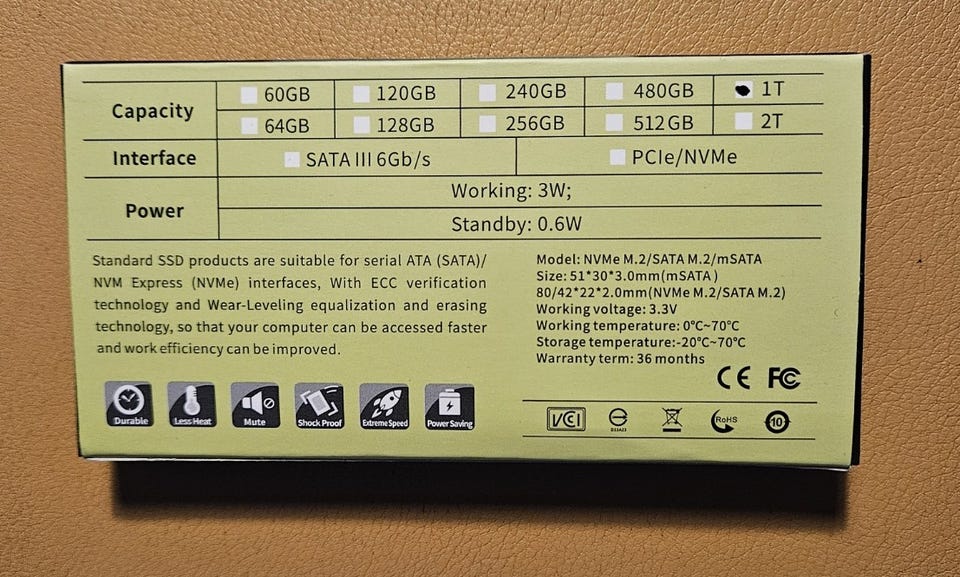 Capacity
60GB 120GB 240GB 480GB 1T
64GB 128GB 256GB 512GB 2T
Interface SATA III 6Gb/s PCIe/NVMe
Power
Working: 3W;
Standby: 0.6W
Standard SSD products are suitable for serial ATA (SATA)/
NVM Express (NVMe) interfaces, With ECC verification
technology and Wear-Leveling equalization and erasing
technology, so that your computer can be accessed faster
and work efficiency can be improved.
Model: NVMe M.2/SATA M.2/mSATA
Size: 51*30*3.0mm(mSATA )
80/42*22*2.0mm(NVMe M.2/SATA M.2)
Working voltage: 3.3V
Working temperature: 0℃~70℃
Storage temperature:-20℃~70℃
Warranty term: 36 months
CE FC
Durable Less Heat Mute Shock Proof Extreme Speed Power Saving
VCI RoHS 10